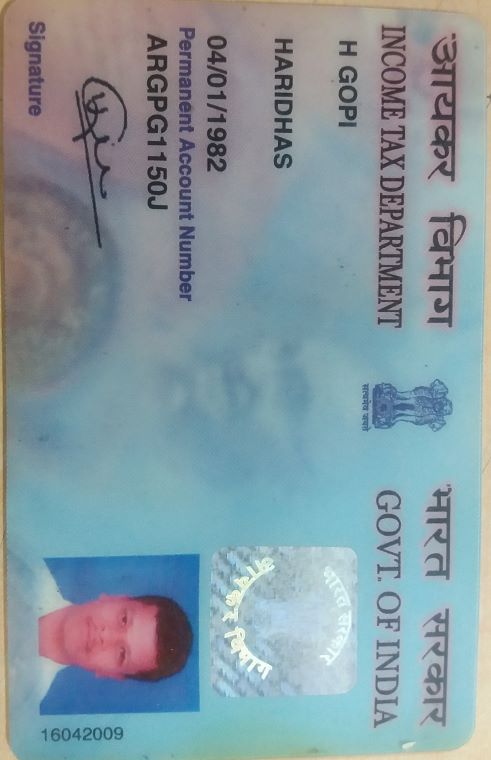 आयकर विभाग
INCOME TAX DEPARTMENT
भारत सरकार
GOVT. OF INDIA
सत्यमेव जयते
H GOPI
HARIDHAS
04/01/1982
Permanent Account Number
ARGPG1150J
Signature
भारत सरकार
आयकर विभाग
16042009